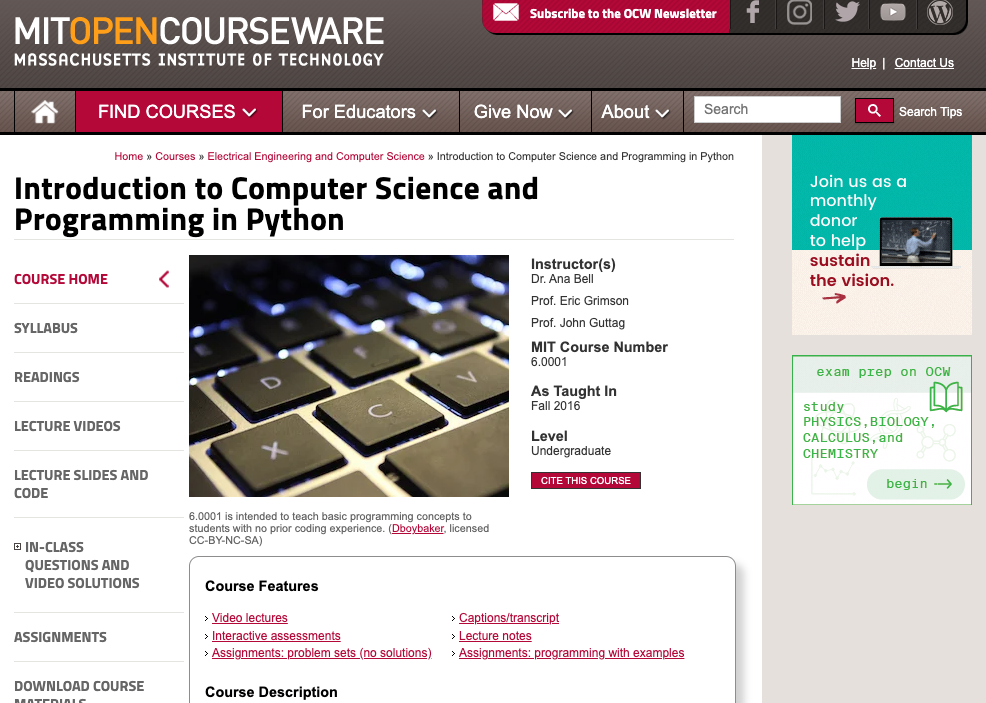 MITOPENCOURSEWARE
MASSACHUSETTS INSTITUTE OF TECHNOLOGY
Subscribe to the OCW Newsletter
Help | Contact Us
FIND COURSES
For Educators
Give Now
About
Search
Search Tips
Home » Courses » Electrical Engineering and Computer Science » Introduction to Computer Science and Programming in Python
Introduction to Computer Science and
Programming in Python
COURSE HOME
SYLLABUS
READINGS
LECTURE VIDEOS
LECTURE SLIDES AND
CODE
IN-CLASS
QUESTIONS AND
VIDEO SOLUTIONS
ASSIGNMENTS
DOWNLOAD COURSE
MATERIALS
D
F
C
V
X
6.0001 is intended to teach basic programming concepts to
students with no prior coding experience. (Dboybaker, licensed
CC-BY-NC-SA)
Instructor(s)
Dr. Ana Bell
Prof. Eric Grimson
Prof. John Guttag
MIT Course Number
6.0001
As Taught In
Fall 2016
Level
Undergraduate
CITE THIS COURSE
Course Features
Video lectures
Captions/transcript
Interactive assessments
Lecture notes
Assignments: problem sets (no solutions)
Assignments: programming with examples
Course Description
Join us as a
monthly
donor
to help
sustain
the vision.
exam prep on OCW
study
PHYSICS,BIOLOGY,
CALCULUS,and
CHEMISTRY
begin